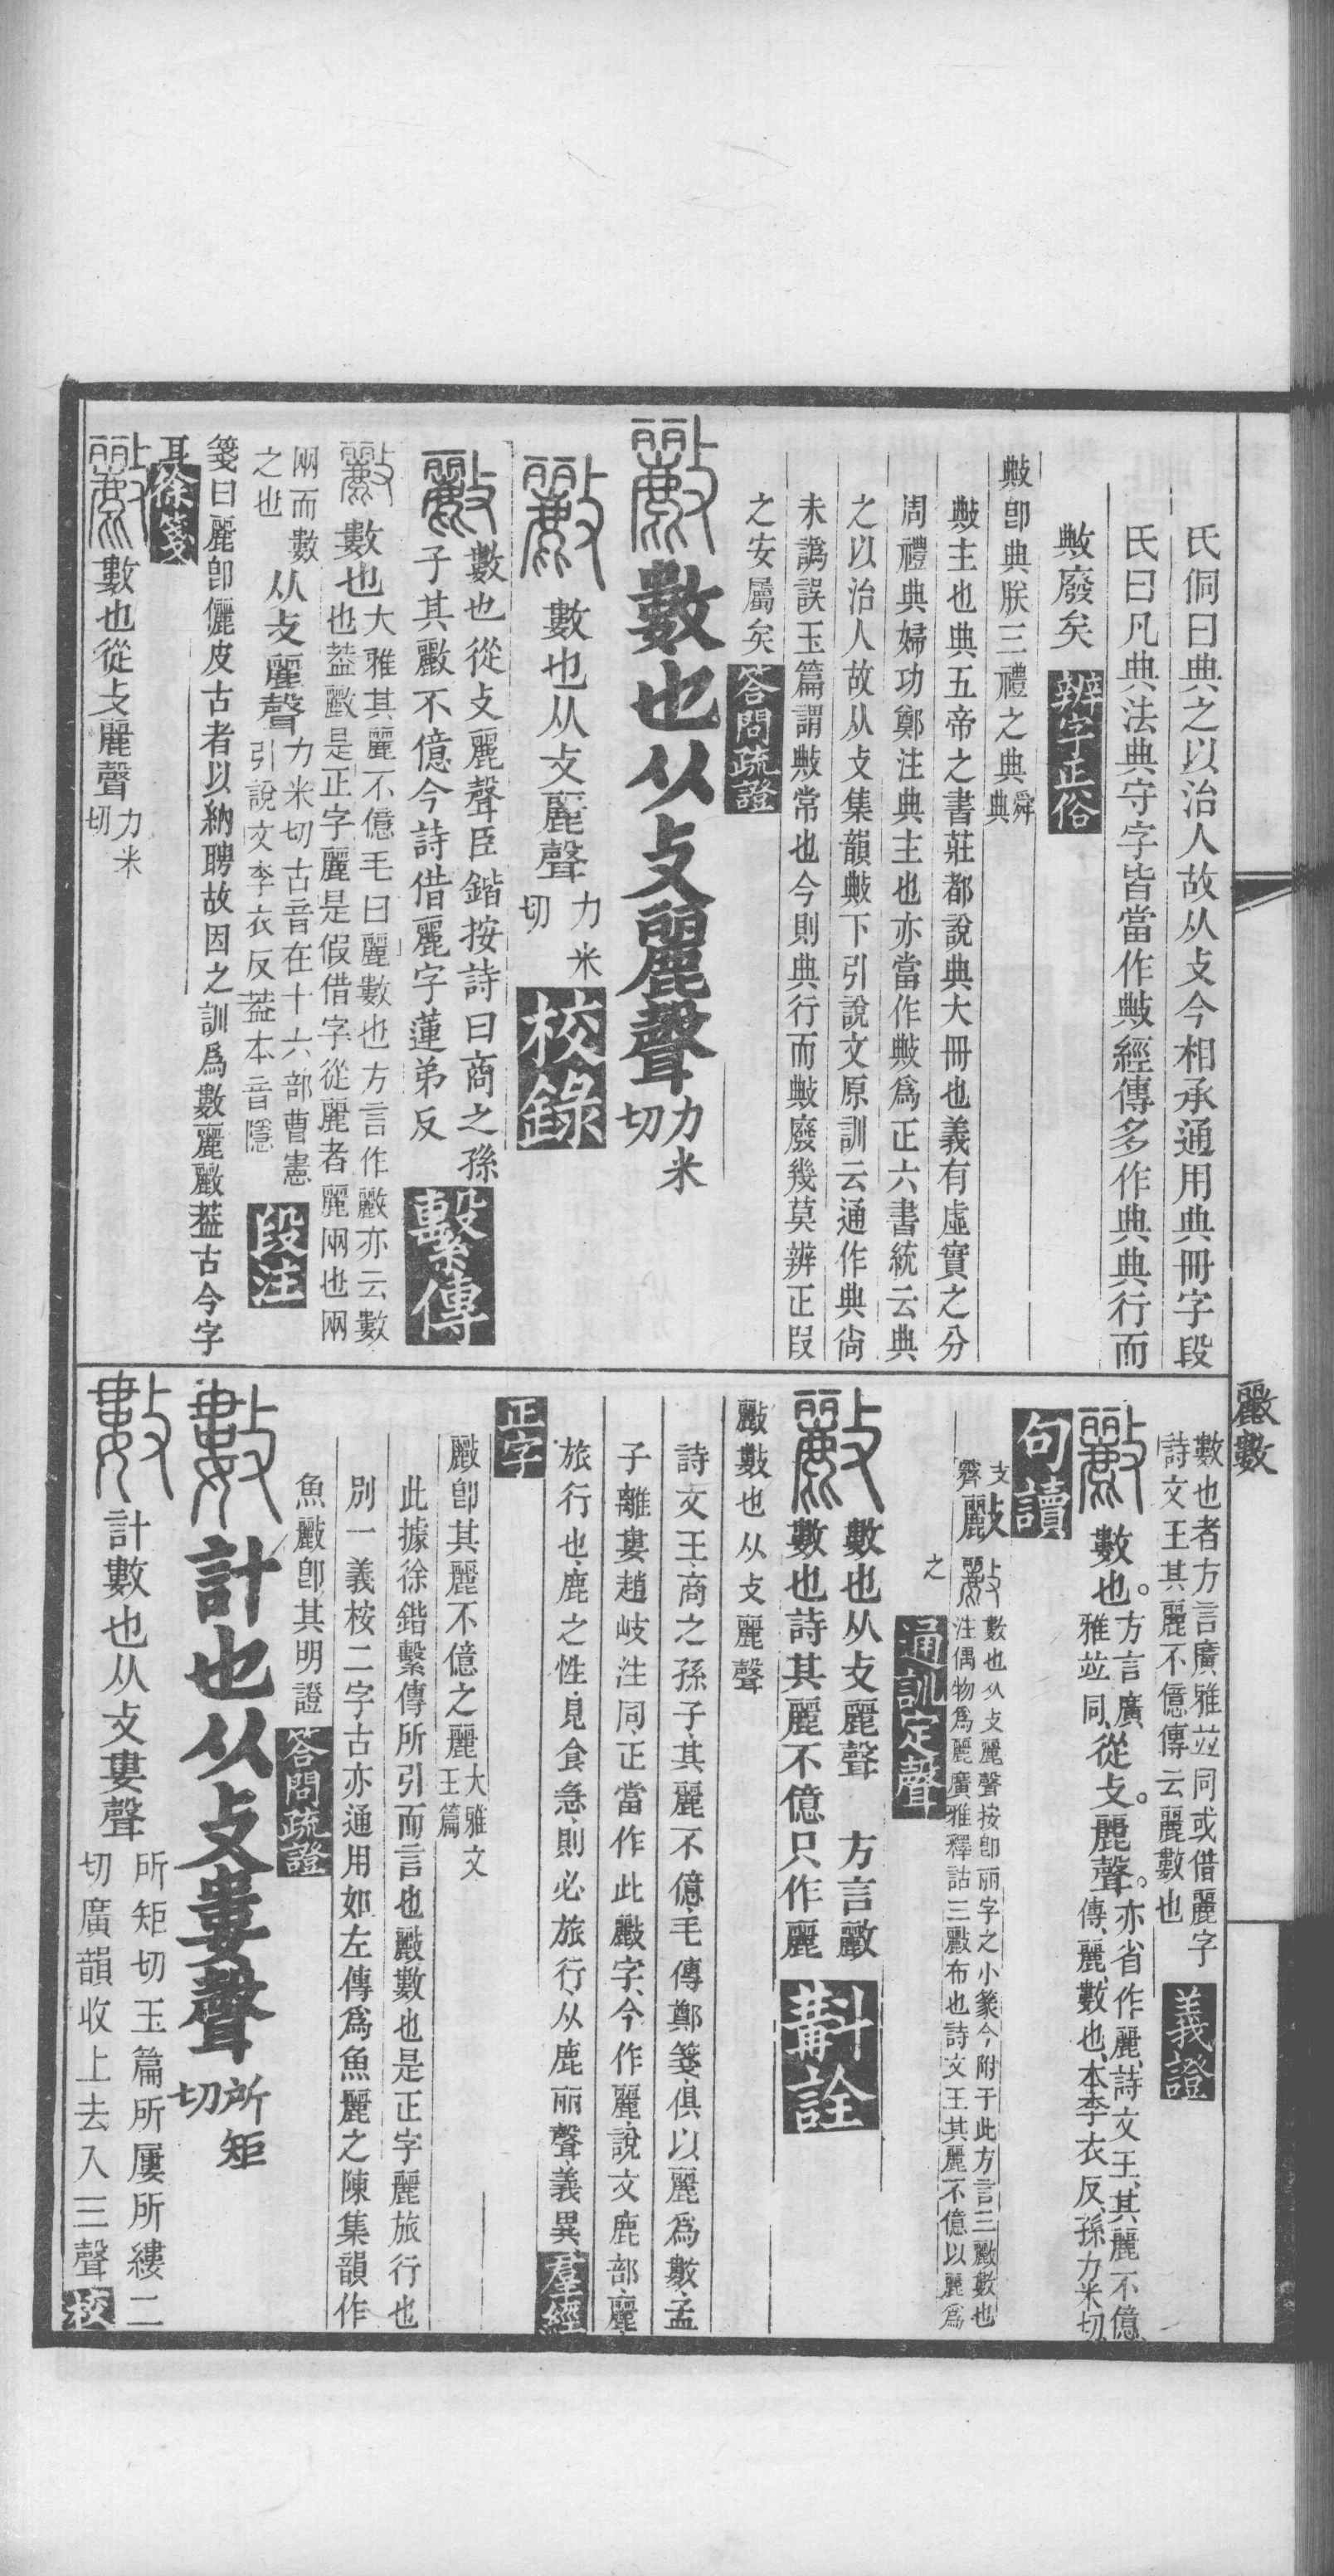 氏侗曰典之以治人故从攴今相承通用典冊字段
氏曰凡典法典守字皆當作敟經傳多作典典行而
敟廢矣
辨字正俗
敟卽典朕三禮之典
舜
典
敟主也典五帝之書莊都說典大冊也義有虛實之分
周禮典婦功鄭注典主也亦當作敟爲正六書統云典
之以治人故从攴集韻敟下引說文原訓云通作典尙
未譌誤玉篇謂敟常也今則典行而敟廢幾莫辨正叚
之安屬矣
答問疏證
𢿛
數也从攴麗聲
力米
切
𢿛
數也从攴麗聲
力米
切
校錄
𢿛
數也從攴麗聲臣鍇按詩曰商之孫
子其𢿛不億今詩借麗字蓮弟反
繫傳
𢿛
數也
大雅其麗不億毛曰麗數也方言作𢿛亦云數
也葢𢿛是正字麗是假借字從麗者麗兩也兩
兩而數
之也
从攴麗聲
力米切古音在十六部曹憲
引說文李衣反葢本音隱
段注
箋曰麗卽儷皮古者以納聘故因之訓爲數麗𢿛葢古今字
耳
徐箋
𢿛
數也從攴麗聲
力米
切
𢿛數
數也者方言廣雅竝同或借麗字
詩文王其麗不億傳云麗數也
義證
𢿛
數也。
方言廣
雅竝同、
從攴。麗聲。
亦省作麗、詩文王、其麗不億、
傳、麗、數也、本李衣反、孫力米切、
句讀
支
霽
𢿛
𢿛
數也从攴麗聲按卽丽字之小篆今附于此方言三𢿛數也
注偶物爲麗廣雅釋詁三𢿛布也詩文王其麗不億以麗爲
之
通訓定聲
𢿛
數也从攴麗聲　方言𢿛
數也詩其麗不億只作麗
斠詮
𢿛數也从攴麗聲
詩文王、商之孫子、其麗不億、毛傳鄭箋、俱以麗爲數、孟
子離婁趙岐注同、正當作此𢿛字、今作麗、說文鹿部、麗、
旅行也、鹿之性、見食急、則必旅行、从鹿丽聲、義異、
羣經
正字
𢿛卽其麗不億之麗
大雅文
王篇
此據徐鍇繫傳所引而言也𢿛數也是正字麗旅行也
別一義桉二字古亦通用如左傳爲魚麗之陳集韻作
魚𢿛卽其明證
答問疏證
數
計也从攴婁聲
所矩
切
數
計數也从攴婁聲
所矩切玉篇所屢所縷二
切廣韻收上去入三聲
校